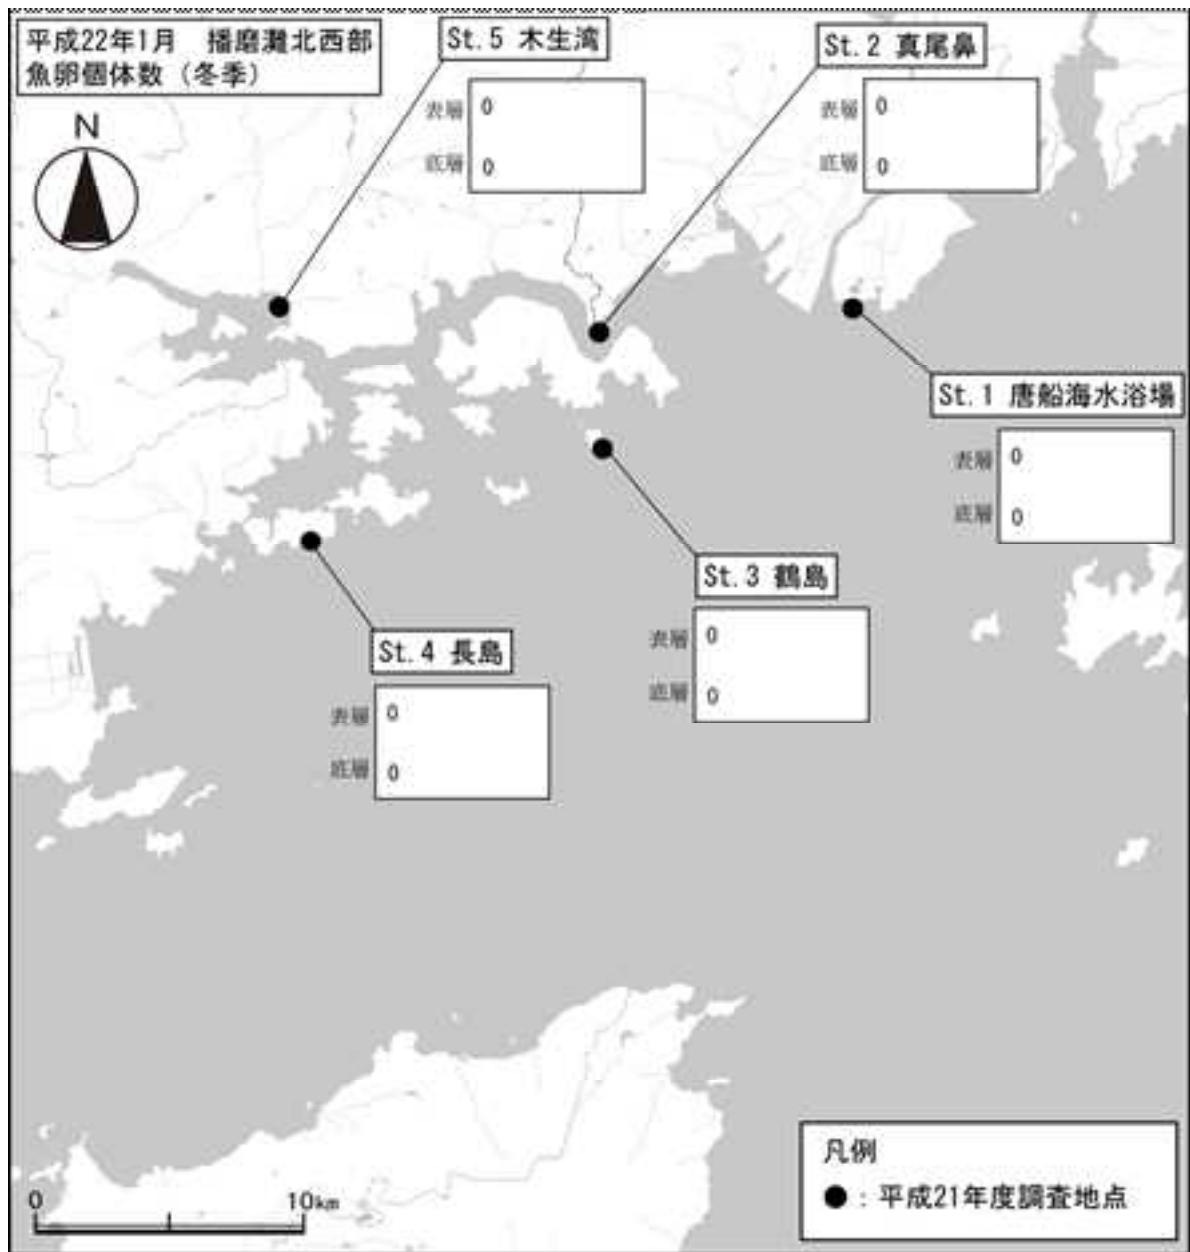 平成22年1月 播磨灘北西部
魚卵個体数（冬季）
N
St.5 木生湾
表層 0
底層 0
St.2 真尾鼻
表層 0
底層 0
St.1 唐船海水浴場
表層 0
底層 0
St.3 鶴島
表層 0
底層 0
St.4 長島
表層 0
底層 0
0 10km
凡例
●：平成21年度調査地点